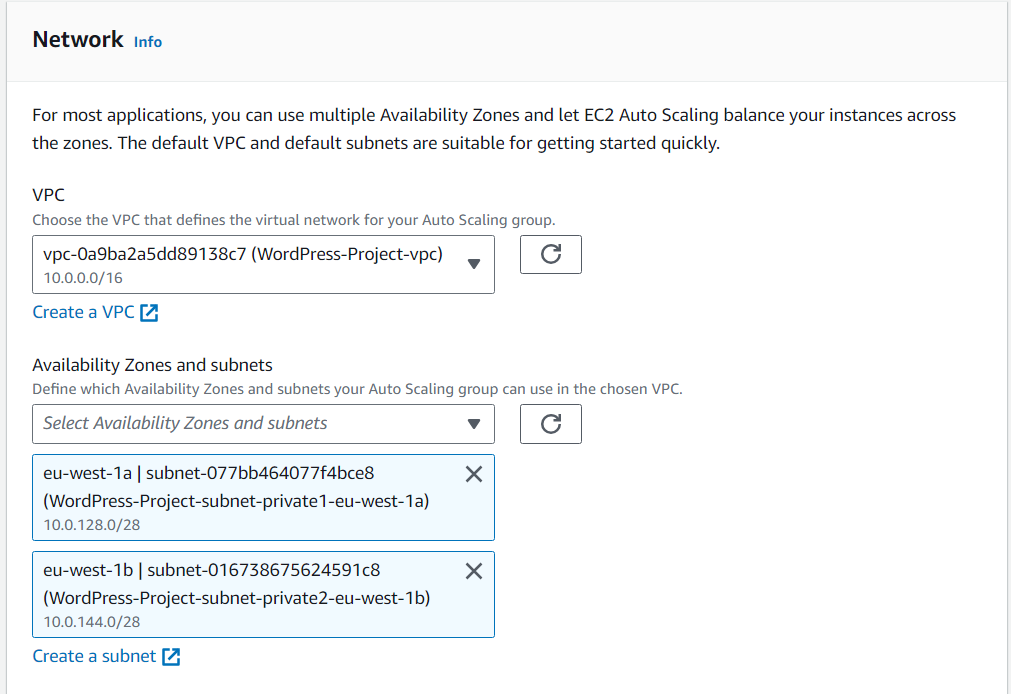 Network Info
For most applications, you can use multiple Availability Zones and let EC2 Auto Scaling balance your instances across
the zones. The default VPC and default subnets are suitable for getting started quickly.
VPC
Choose the VPC that defines the virtual network for your Auto Scaling group.
vpc-0a9ba2a5dd89138c7 (WordPress-Project-vpc)
10.0.0.0/16
Create a VPC
Availability Zones and subnets
Define which Availability Zones and subnets your Auto Scaling group can use in the chosen VPC.
Select Availability Zones and subnets
eu-west-1a | subnet-077bb464077f4bce8
(WordPress-Project-subnet-private1-eu-west-1a)
10.0.128.0/28
eu-west-1b | subnet-016738675624591c8
(WordPress-Project-subnet-private2-eu-west-1b)
10.0.144.0/28
Create a subnet